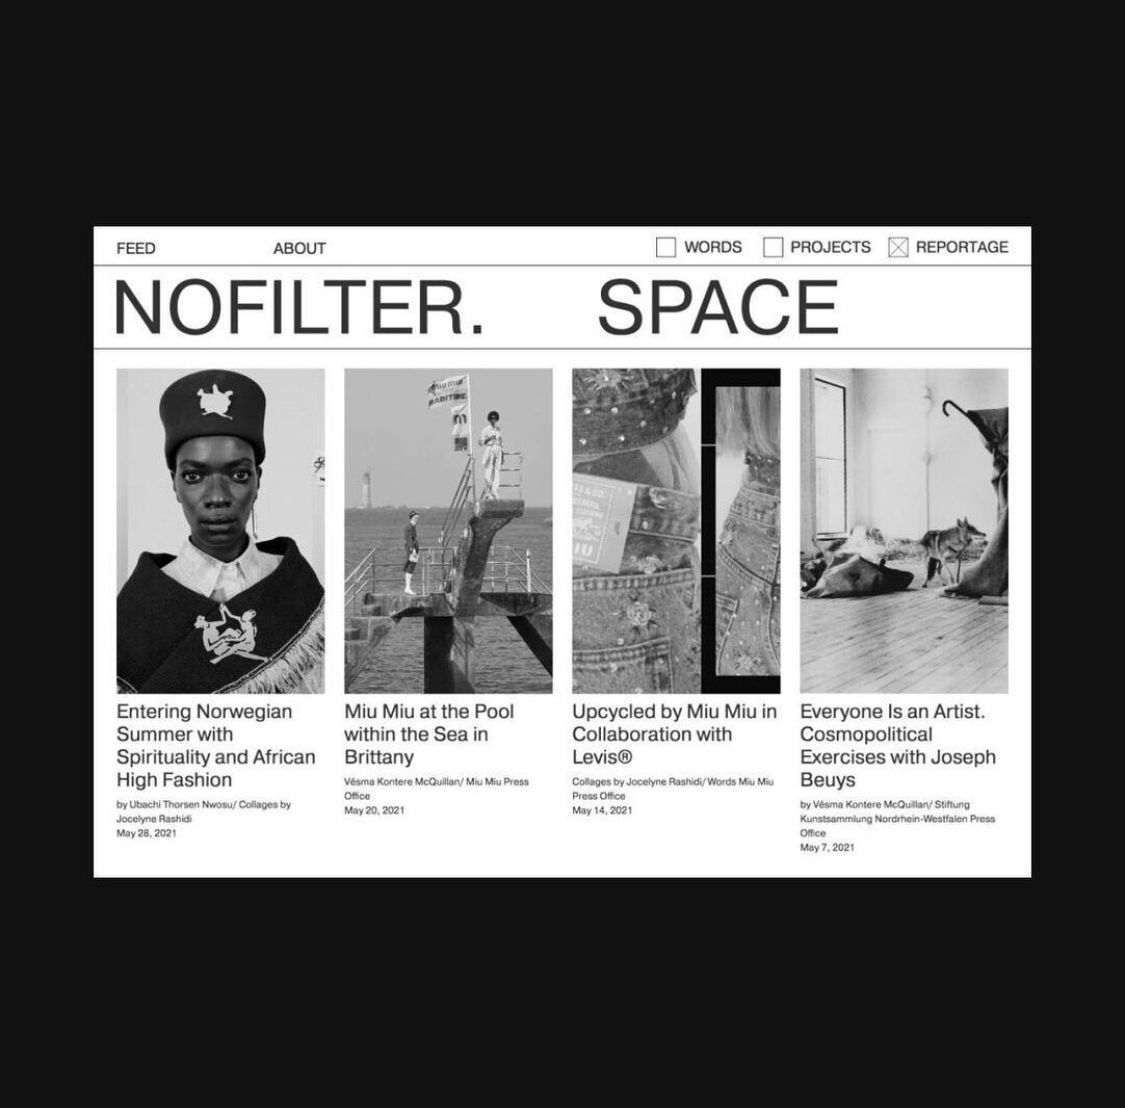 FEED ABOUT WORDS PROJECTS REPORTAGE
NOFILTER. SPACE
Entering Norwegian
Summer with
Spirituality and African
High Fashion
by Ubachi Thorsen Nwosu/ Collages by
Jocelyne Rashidi
May 28, 2021
Miu Miu at the Pool
within the Sea in
Brittany
Vésma Kontere McQuillan/ Miu Miu Press
Office
May 20, 2021
Upcycled by Miu Miu in
Collaboration with
Levis®
Collages by Jocelyne Rashidi/ Words Miu Miu
Press Office
May 14, 2021
Everyone Is an Artist.
Cosmopolitical
Exercises with Joseph
Beuys
by Vésma Kontere McQuillan/ Stiftung
Kunstsammlung Nordrhein-Westfalen Press
Office
May 7, 2021